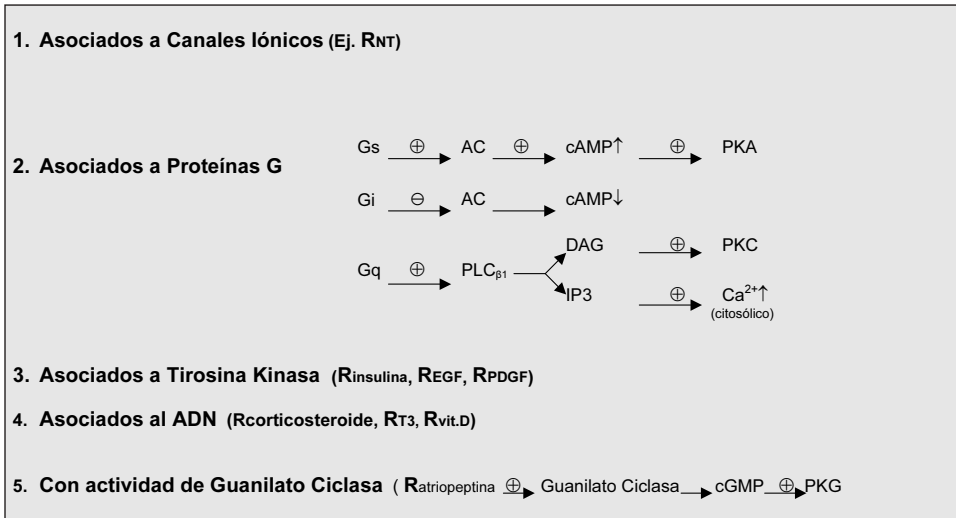 1. Asociados a Canales Iónicos (Ej. RNT)
Gs ⊕ AC ⊕ cAMP↑ ⊕ PKA
2. Asociados a Proteínas G
Gi ⊖ AC cAMP↓
DAG ⊕ PKC
Gq ⊕ PLCβ1
IP3 ⊕ Ca2+↑
(citosólico)
3. Asociados a Tirosina Kinasa (Rinsulina, REGF, RPDGF)
4. Asociados al ADN (Rcorticosteroide, RT3, Rvit.D)
5. Con actividad de Guanilato Ciclasa ( Ratriopeptina ⊕ Guanilato Ciclasa cGMP ⊕ PKG